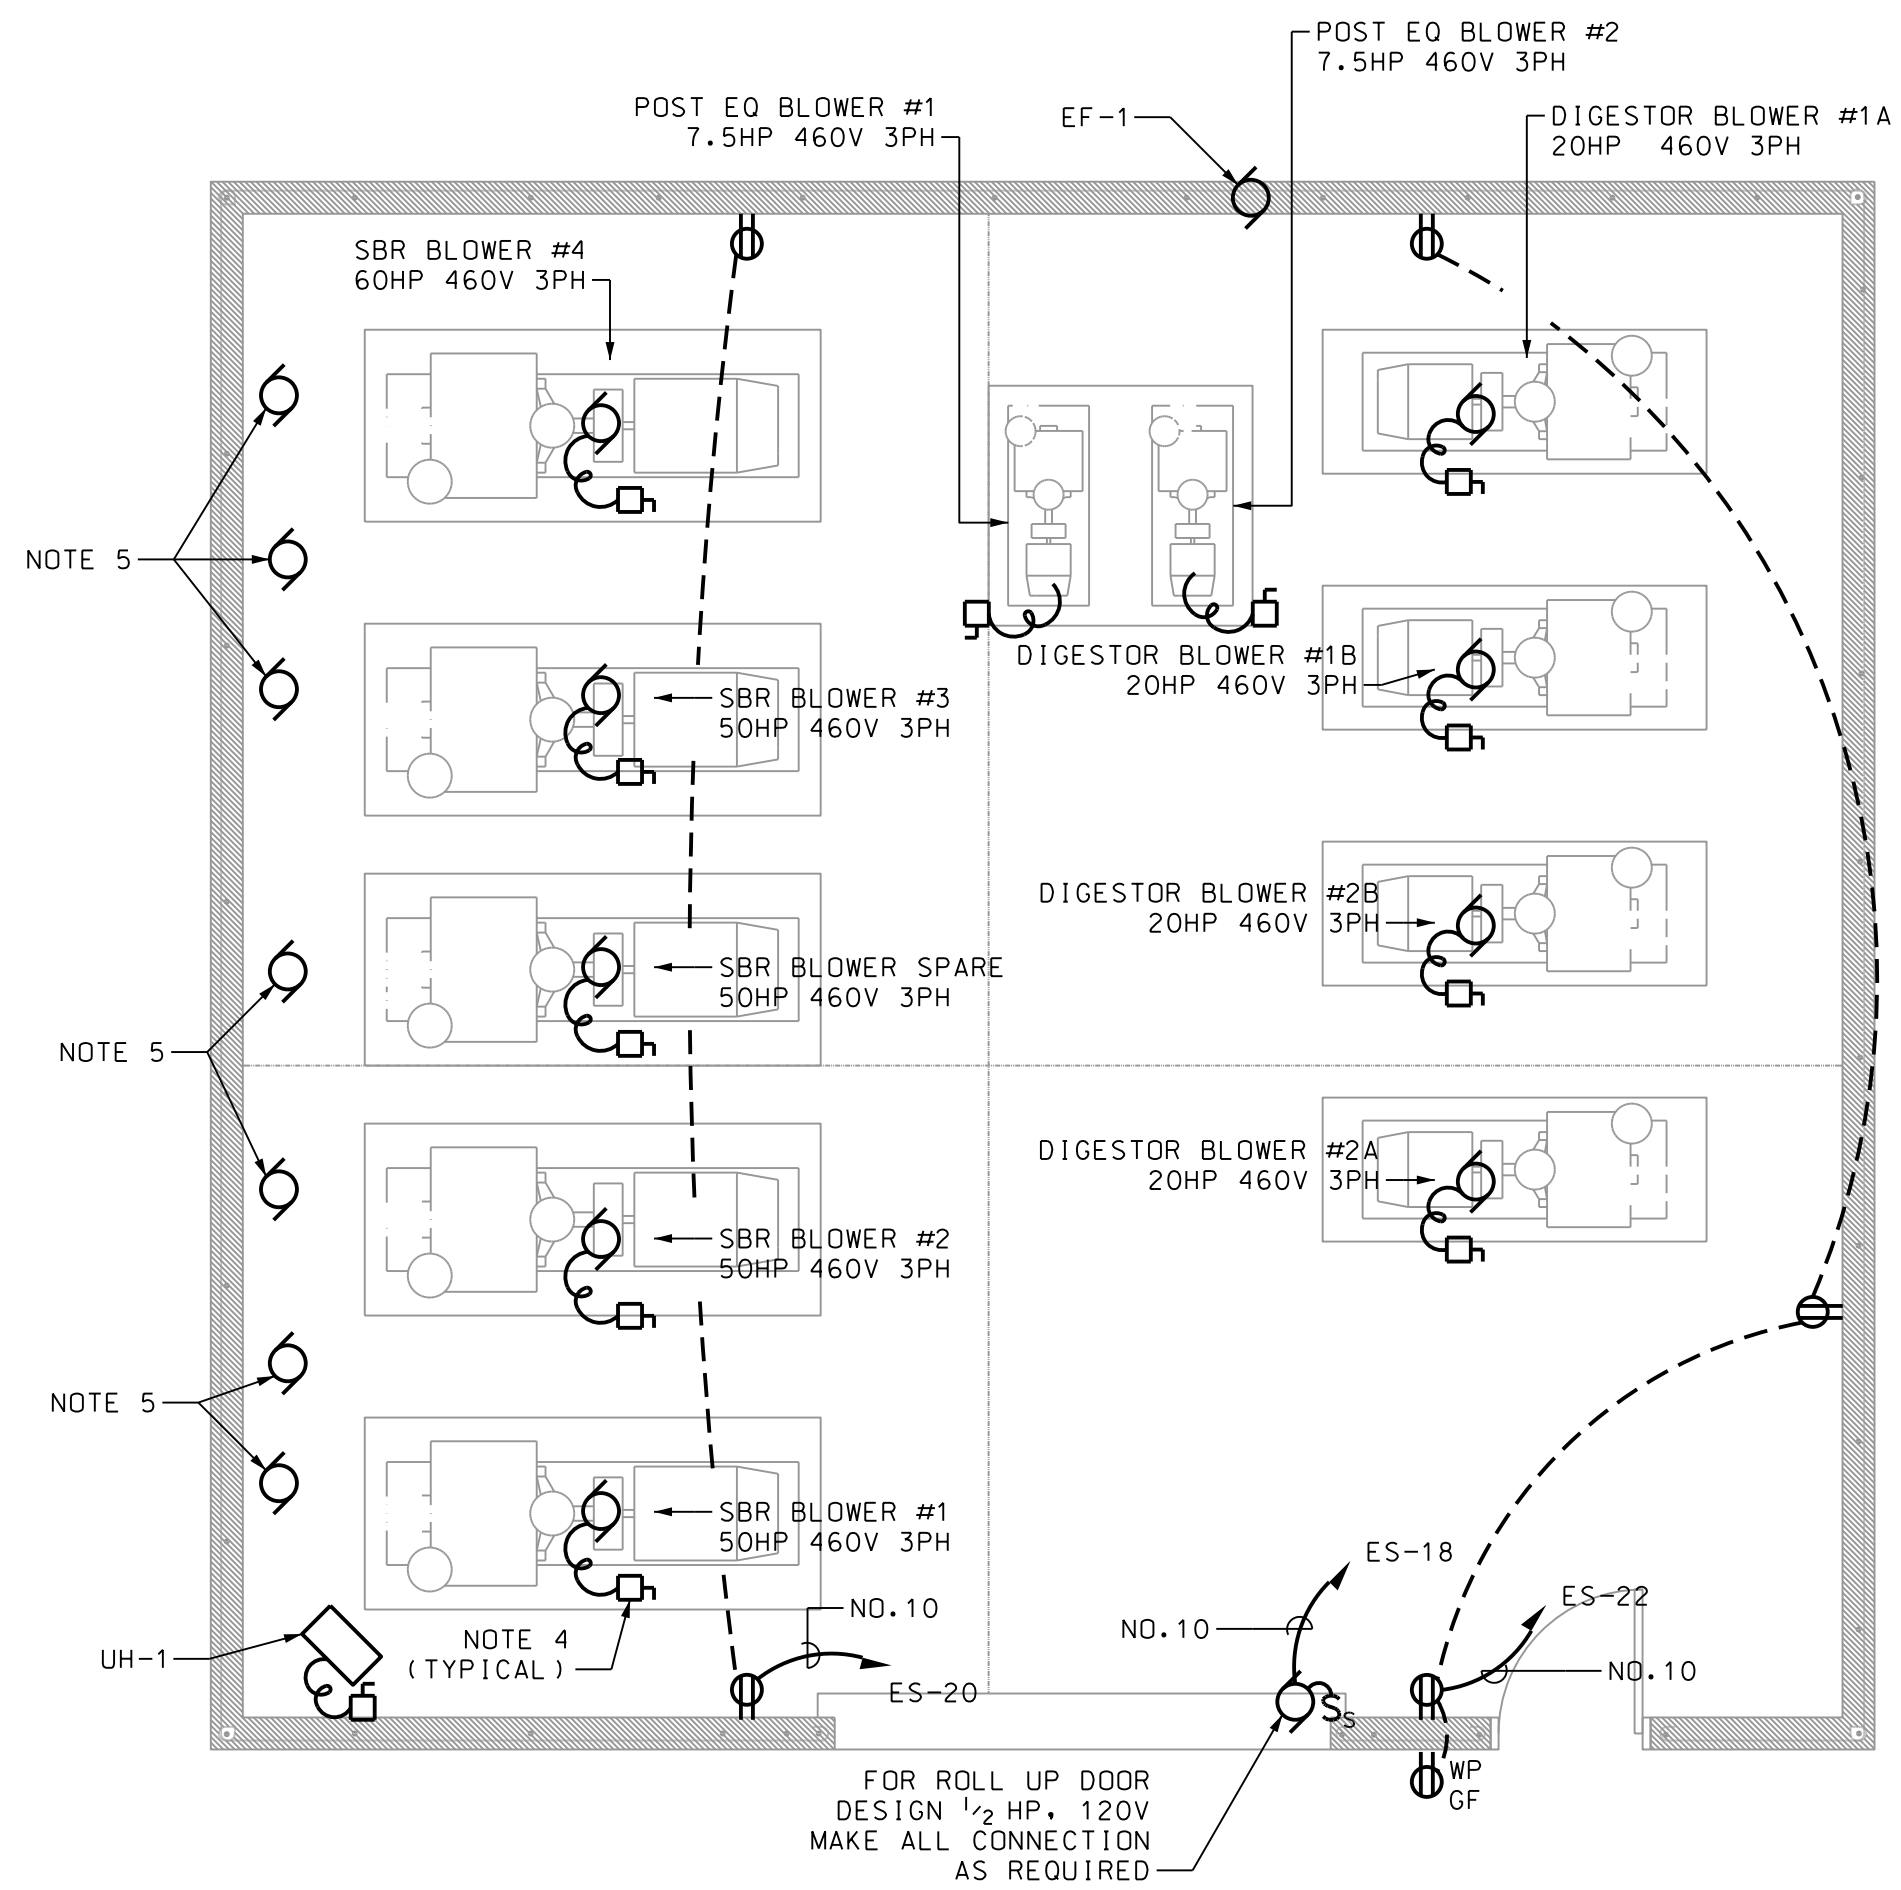 POST EQ BLOWER #2
7.5HP 460V 3PH
POST EQ BLOWER #1
7.5HP 460V 3PH
EF-1
DIGESTOR BLOWER #1A
20HP 460V 3PH
SBR BLOWER #4
60HP 460V 3PH
NOTE 5
DIGESTOR BLOWER #1B
20HP 460V 3PH
SBR BLOWER #3
50HP 460V 3PH
DIGESTOR BLOWER #2B
20HP 460V 3PH
SBR BLOWER SPARE
50HP 460V 3PH
NOTE 5
DIGESTOR BLOWER #2A
20HP 460V 3PH
SBR BLOWER #2
50HP 460V 3PH
NOTE 5
SBR BLOWER #1
50HP 460V 3PH
ES-18
ES-22
NO.10
NO.10
NOTE 4
(TYPICAL)
UH-1
NO.10
ES-20
SS
WP
GF
FOR ROLL UP DOOR
DESIGN 1/2 HP, 120V
MAKE ALL CONNECTION
AS REQUIRED